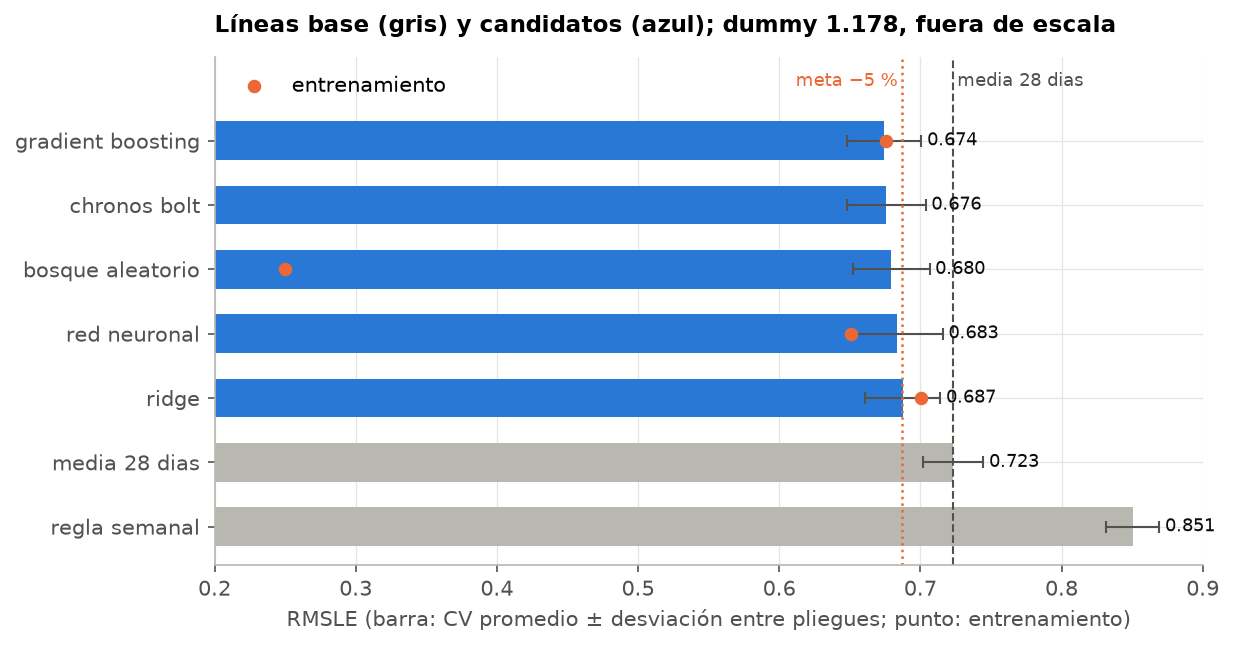 Líneas base (gris) y candidatos (azul); dummy 1.178, fuera de escala
entrenamiento
meta −5 %
media 28 dias
gradient boosting
0.674
chronos bolt
0.676
bosque aleatorio
0.680
red neuronal
0.683
ridge
0.687
media 28 dias
0.723
regla semanal
0.851
0.2 0.3 0.4 0.5 0.6 0.7 0.8 0.9
RMSLE (barra: CV promedio ± desviación entre pliegues; punto: entrenamiento)